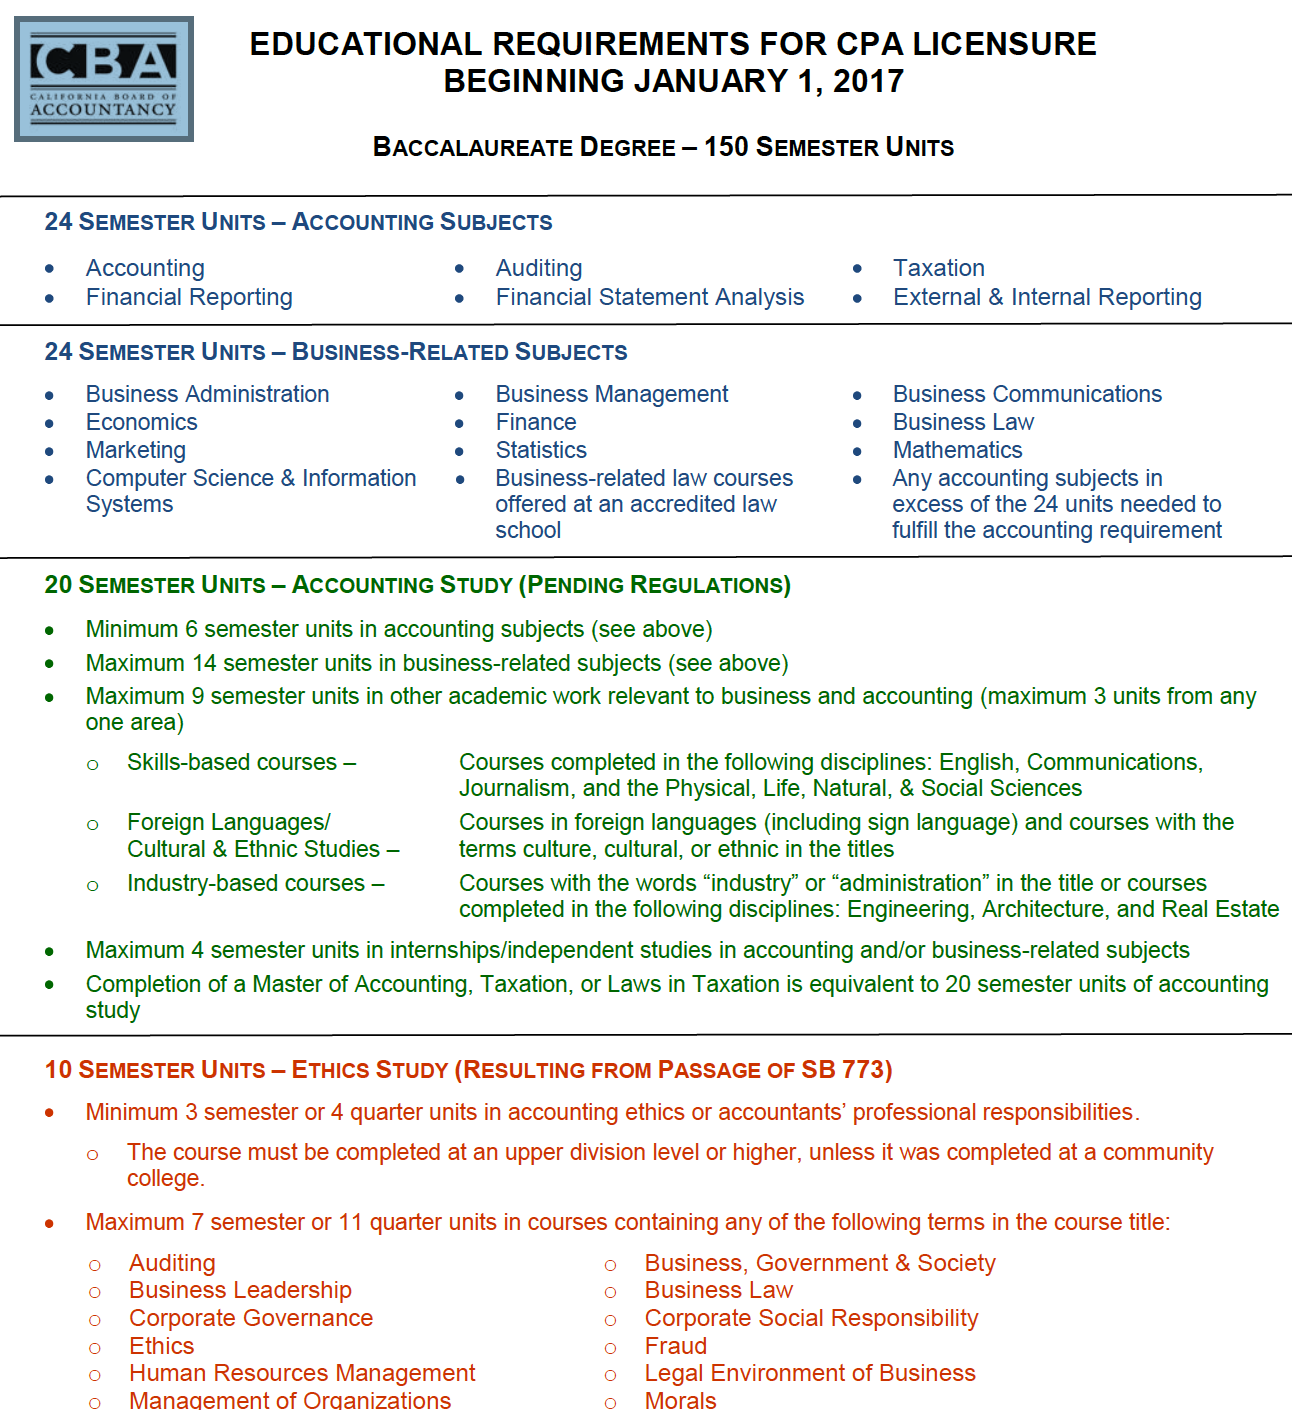 CBA
CALIFORNIA BOARD OF
ACCOUNTANCY
EDUCATIONAL REQUIREMENTS FOR CPA LICENSURE
BEGINNING JANUARY 1, 2017
BACCALAUREATE DEGREE – 150 SEMESTER UNITS
24 SEMESTER UNITS – ACCOUNTING SUBJECTS
• Accounting • Auditing • Taxation
• Financial Reporting • Financial Statement Analysis • External & Internal Reporting
24 SEMESTER UNITS – BUSINESS-RELATED SUBJECTS
• Business Administration • Business Management • Business Communications
• Economics • Finance • Business Law
• Marketing • Statistics • Mathematics
• Computer Science & Information • Business-related law courses • Any accounting subjects in
Systems offered at an accredited law excess of the 24 units needed to
school fulfill the accounting requirement
20 SEMESTER UNITS – ACCOUNTING STUDY (PENDING REGULATIONS)
• Minimum 6 semester units in accounting subjects (see above)
• Maximum 14 semester units in business-related subjects (see above)
• Maximum 9 semester units in other academic work relevant to business and accounting (maximum 3 units from any
one area)
o Skills-based courses – Courses completed in the following disciplines: English, Communications,
Journalism, and the Physical, Life, Natural, & Social Sciences
o Foreign Languages/ Courses in foreign languages (including sign language) and courses with the
Cultural & Ethnic Studies – terms culture, cultural, or ethnic in the titles
o Industry-based courses – Courses with the words “industry” or “administration” in the title or courses
completed in the following disciplines: Engineering, Architecture, and Real Estate
• Maximum 4 semester units in internships/independent studies in accounting and/or business-related subjects
• Completion of a Master of Accounting, Taxation, or Laws in Taxation is equivalent to 20 semester units of accounting
study
10 SEMESTER UNITS – ETHICS STUDY (RESULTING FROM PASSAGE OF SB 773)
• Minimum 3 semester or 4 quarter units in accounting ethics or accountants’ professional responsibilities.
o The course must be completed at an upper division level or higher, unless it was completed at a community
college.
• Maximum 7 semester or 11 quarter units in courses containing any of the following terms in the course title:
o Auditing o Business, Government & Society
o Business Leadership o Business Law
o Corporate Governance o Corporate Social Responsibility
o Ethics o Fraud
o Human Resources Management o Legal Environment of Business
o Management of Organizations o Morals